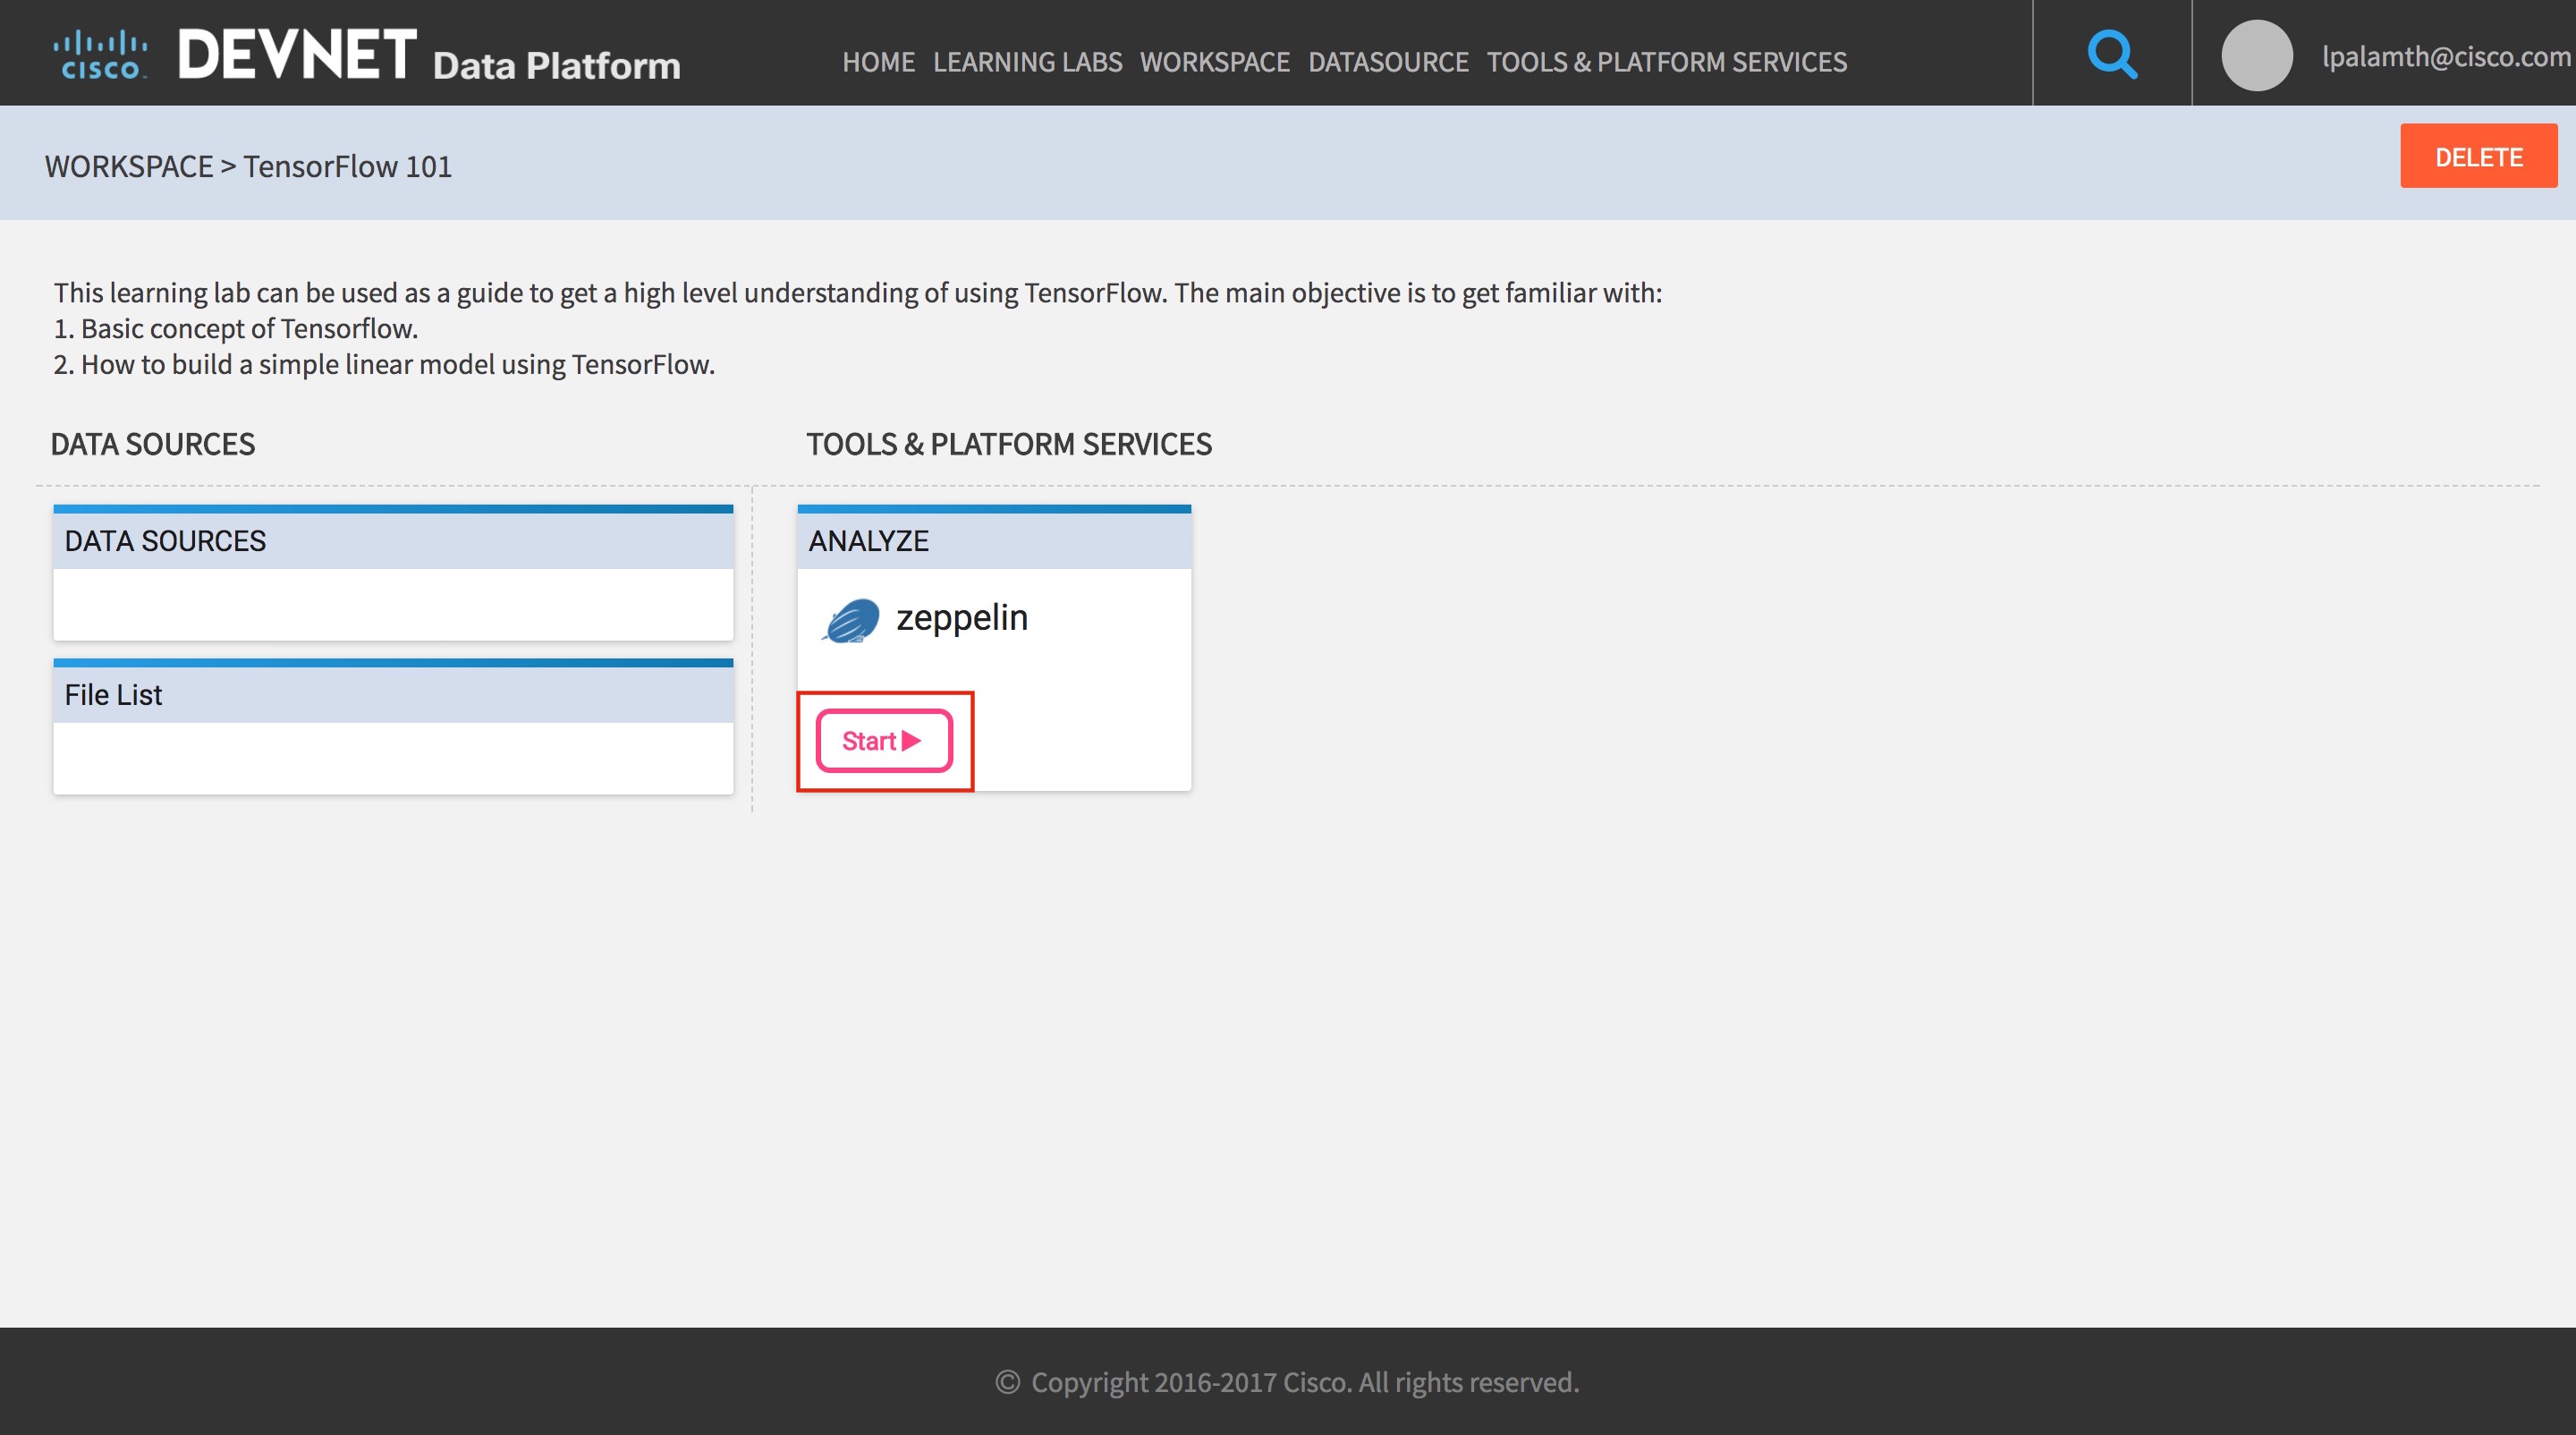 CISCO DEVNET Data Platform HOME LEARNING LABS WORKSPACE DATASOURCE TOOLS & PLATFORM SERVICES lpalamth@cisco.com
WORKSPACE > TensorFlow 101 DELETE
This learning lab can be used as a guide to get a high level understanding of using TensorFlow. The main objective is to get familiar with:
1. Basic concept of Tensorflow.
2. How to build a simple linear model using TensorFlow.
DATA SOURCES TOOLS & PLATFORM SERVICES
DATA SOURCES
File List
ANALYZE
zeppelin
Start
© Copyright 2016-2017 Cisco. All rights reserved.